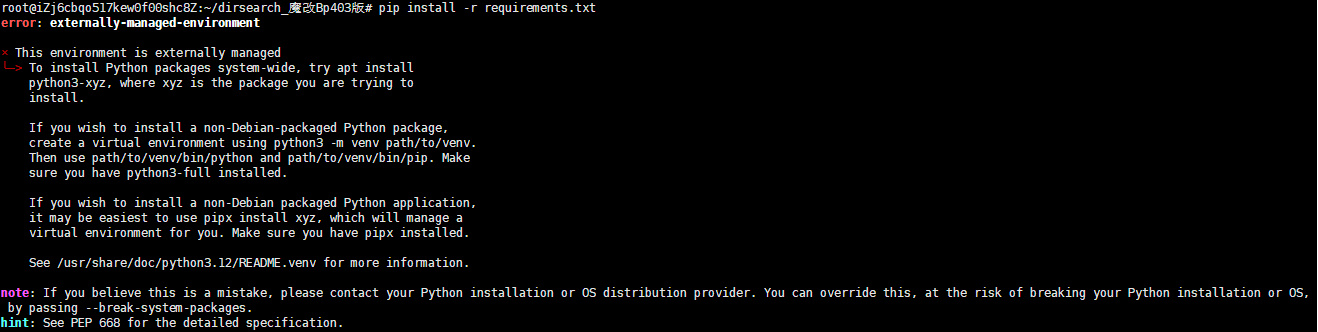 root@iZj6cbqo517kew0f00shc8Z:~/dirsearch_魔改Bp403版# pip install -r requirements.txt
error: externally-managed-environment
× This environment is externally managed
╰─> To install Python packages system-wide, try apt install
python3-xyz, where xyz is the package you are trying to
install.
If you wish to install a non-Debian-packaged Python package,
create a virtual environment using python3 -m venv path/to/venv.
Then use path/to/venv/bin/python and path/to/venv/bin/pip. Make
sure you have python3-full installed.
If you wish to install a non-Debian packaged Python application,
it may be easiest to use pipx install xyz, which will manage a
virtual environment for you. Make sure you have pipx installed.
See /usr/share/doc/python3.12/README.venv for more information.
note: If you believe this is a mistake, please contact your Python installation or OS distribution provider. You can override this, at the risk of breaking your Python installation or OS,
by passing --break-system-packages.
hint: See PEP 668 for the detailed specification.